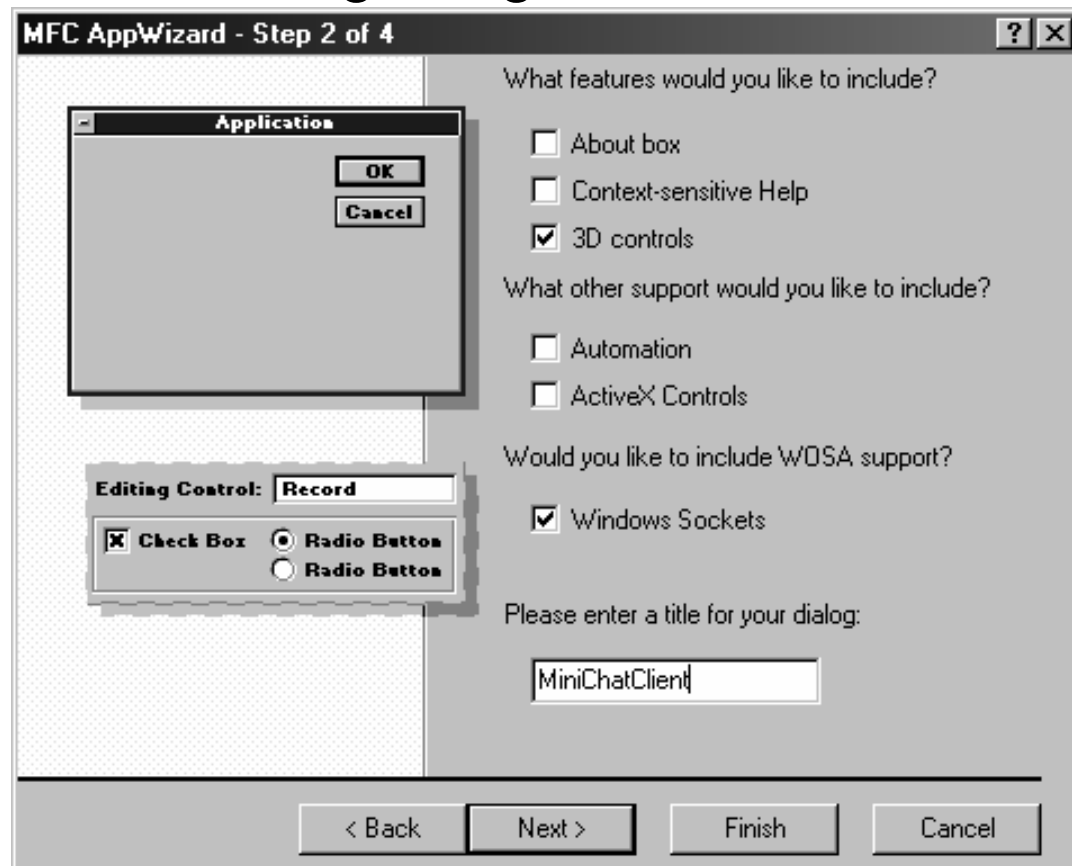 MFC AppWizard - Step 2 of 4
Application
OK
Cancel
Editing Control: Record
Check Box Radio Button
Radio Button
What features would you like to include?
About box
Context-sensitive Help
3D controls
What other support would you like to include?
Automation
ActiveX Controls
Would you like to include WOSA support?
Windows Sockets
Please enter a title for your dialog:
MiniChatClient
< Back Next > Finish Cancel